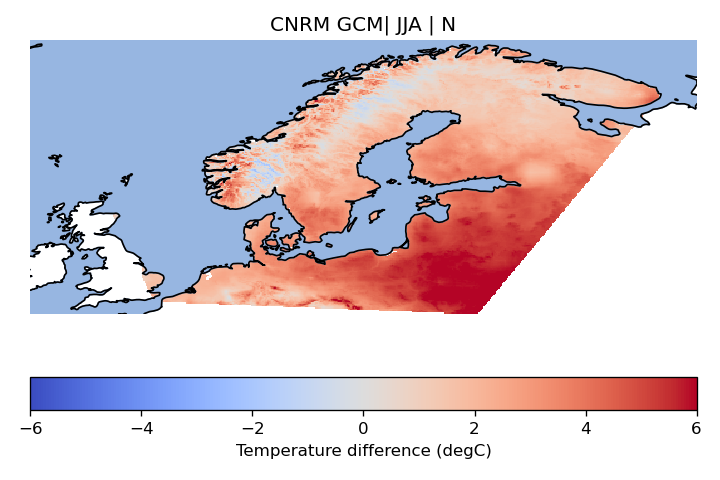 CNRM GCM| JJA | N
−6 −4 −2 0 2 4 6
Temperature difference (degC)